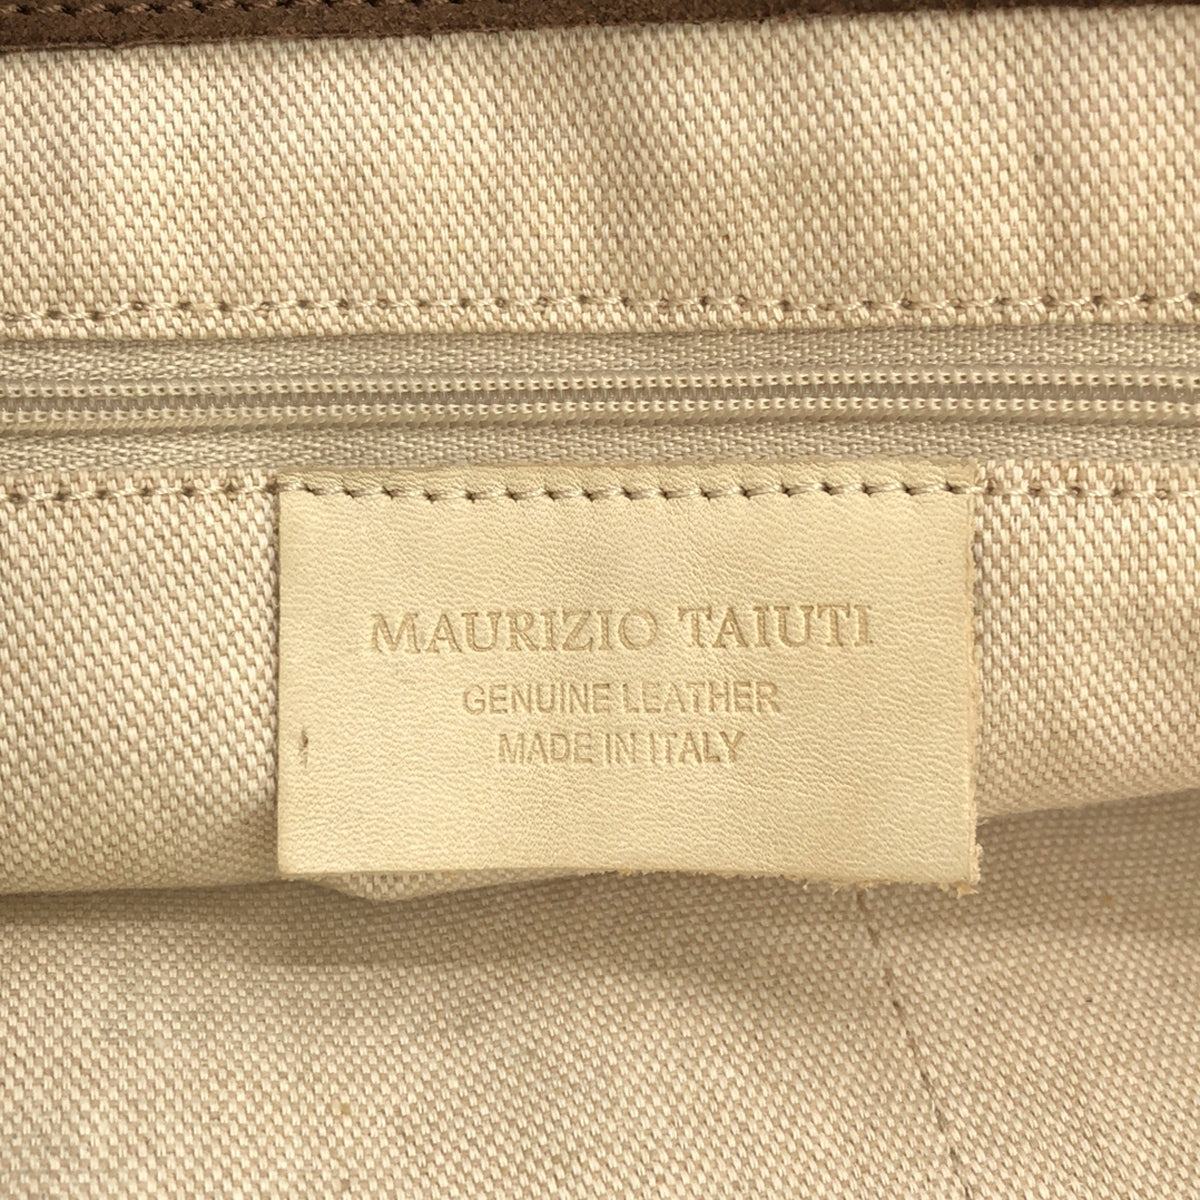 MAURIZIO TAIUTI
GENUINE LEATHER
MADE IN ITALY